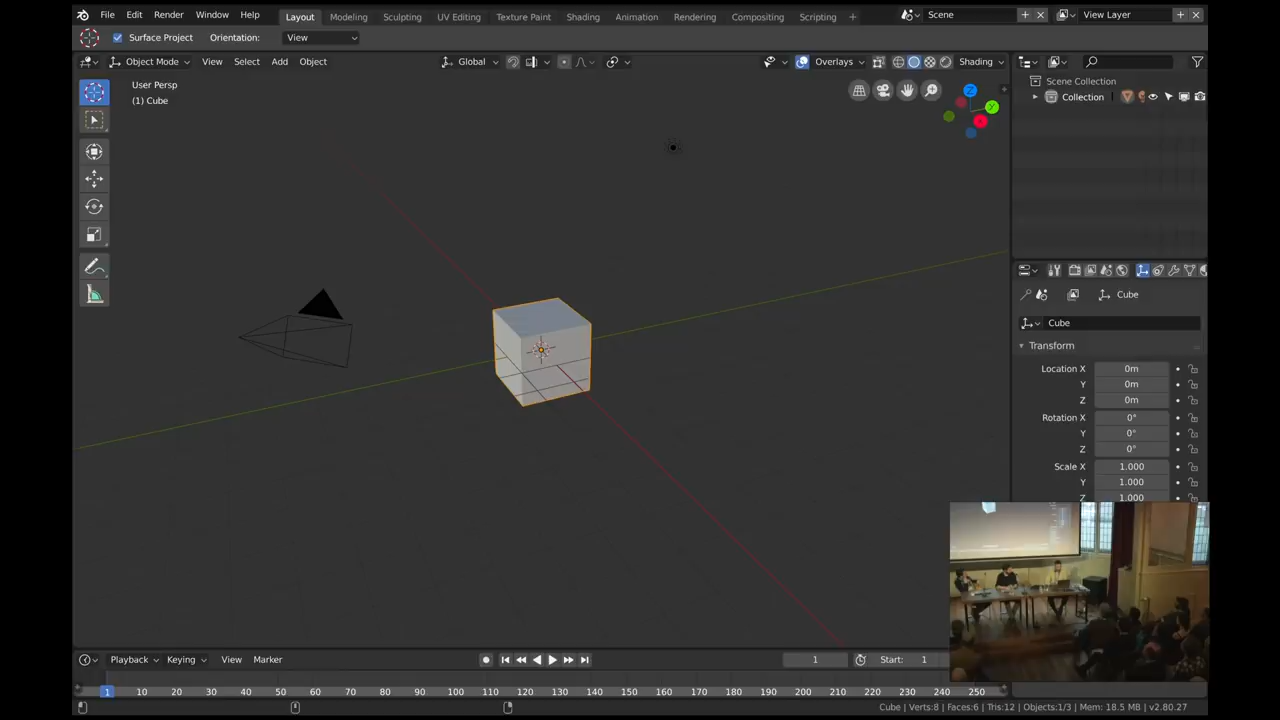 File Edit Render Window Help Layout Modeling Sculpting UV Editing Texture Paint Shading Animation Rendering Compositing Scripting + Scene View Layer
Surface Project Orientation: View
Object Mode View Select Add Object Global Overlays Shading
User Persp
(1) Cube
Z
Y
Scene Collection
Collection
Cube
Cube
Transform
Location X 0m
Y 0m
Z 0m
Rotation X 0°
Y 0°
Z 0°
Scale X 1.000
Y 1.000
Z 1.000
Playback Keying View Marker 1 Start: 1
1 10 20 30 40 50 60 70 80 90 100 110 120 130 140 150 160 170 180 190 200 210 220 230 240 250
Cube | Verts:8 | Faces:6 | Tris:12 | Objects:1/3 | Mem: 18.5 MB | v2.80.27